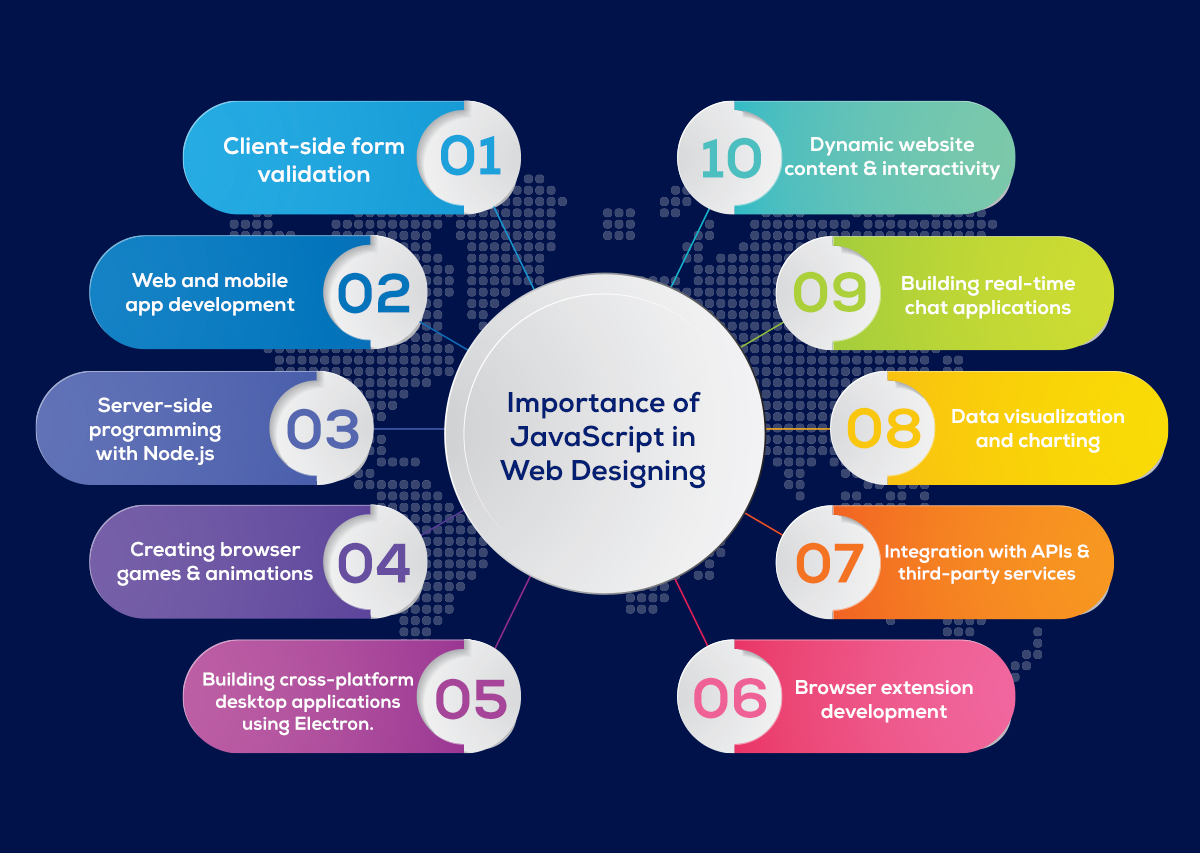 Importance of
JavaScript in
Web Designing
01
Client-side form
validation
02
Web and mobile
app development
03
Server-side
programming
with Node.js
04
Creating browser
games & animations
05
Building cross-platform
desktop applications
using Electron.
06
Browser extension
development
07
Integration with APIs &
third-party services
08
Data visualization
and charting
09
Building real-time
chat applications
10
Dynamic website
content & interactivity